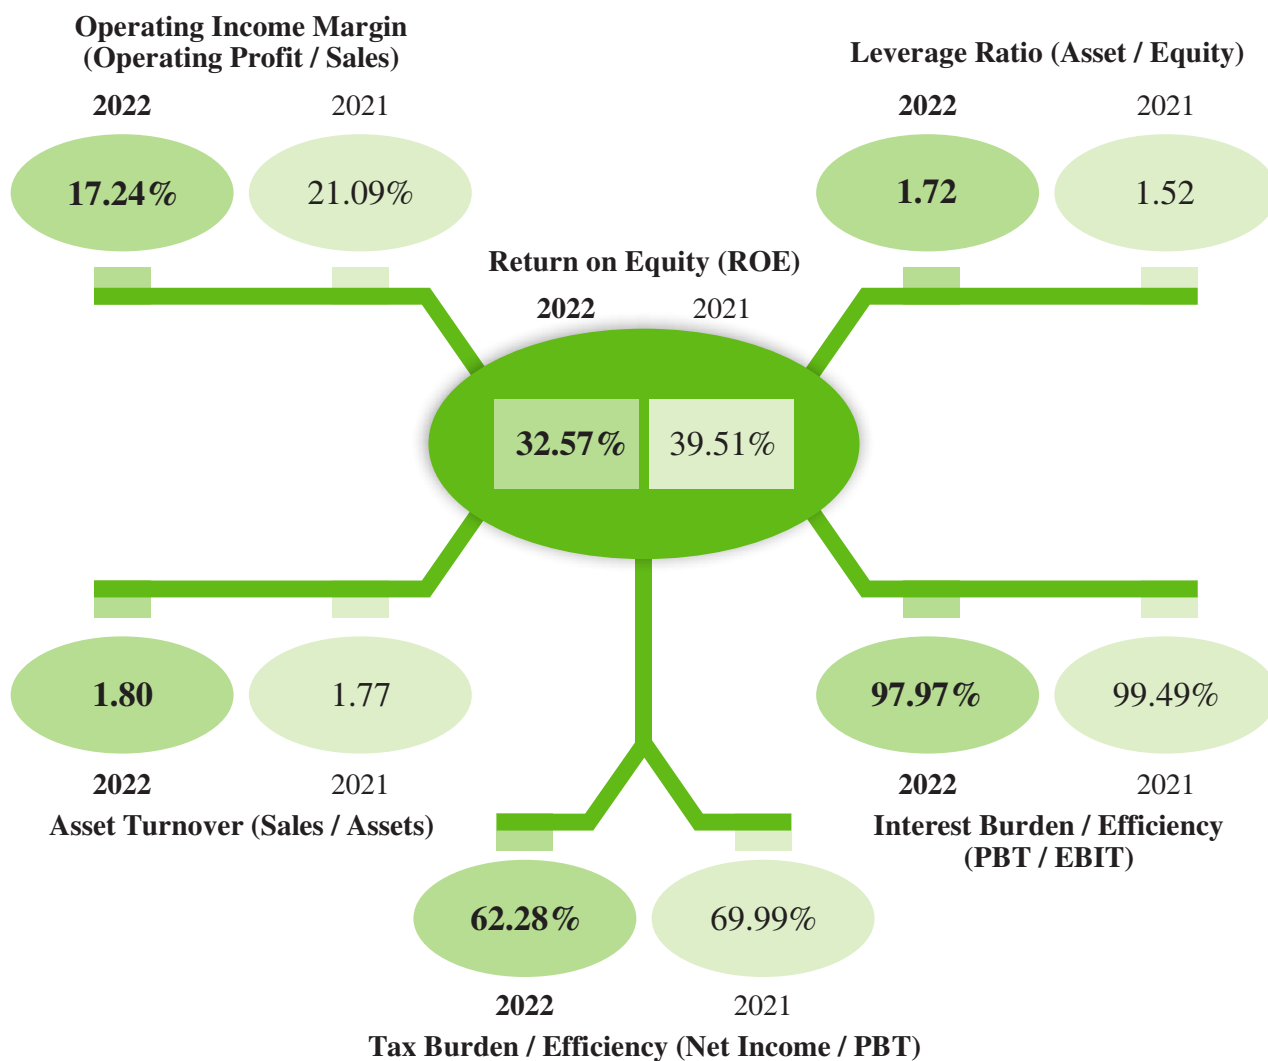 Operating Income Margin
(Operating Profit / Sales)
2022 2021
17.24% 21.09%
Leverage Ratio (Asset / Equity)
2022 2021
1.72 1.52
Return on Equity (ROE)
2022 2021
32.57% 39.51%
1.80 1.77
2022 2021
Asset Turnover (Sales / Assets)
97.97% 99.49%
2022 2021
Interest Burden / Efficiency
(PBT / EBIT)
62.28% 69.99%
2022 2021
Tax Burden / Efficiency (Net Income / PBT)